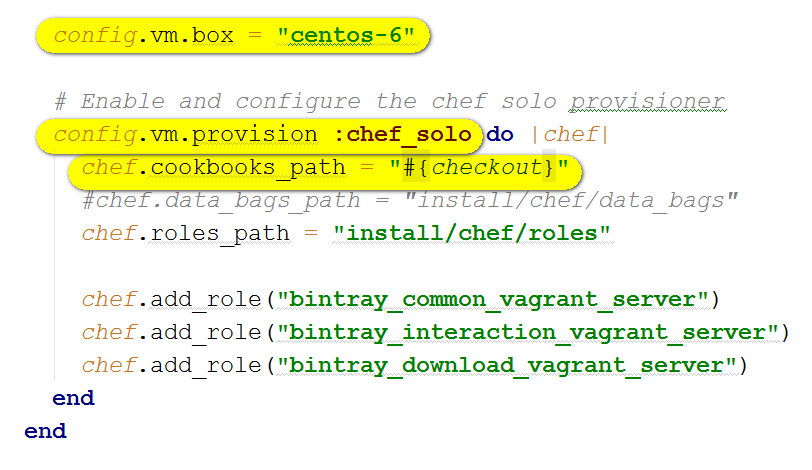 config.vm.box = "centos-6"
# Enable and configure the chef solo provisioner
config.vm.provision :chef_solo do |chef|
chef.cookbooks_path = "#{checkout}"
#chef.data_bags_path = "install/chef/data_bags"
chef.roles_path = "install/chef/roles"
chef.add_role("bintray_common_vagrant_server")
chef.add_role("bintray_interaction_vagrant_server")
chef.add_role("bintray_download_vagrant_server")
end
end